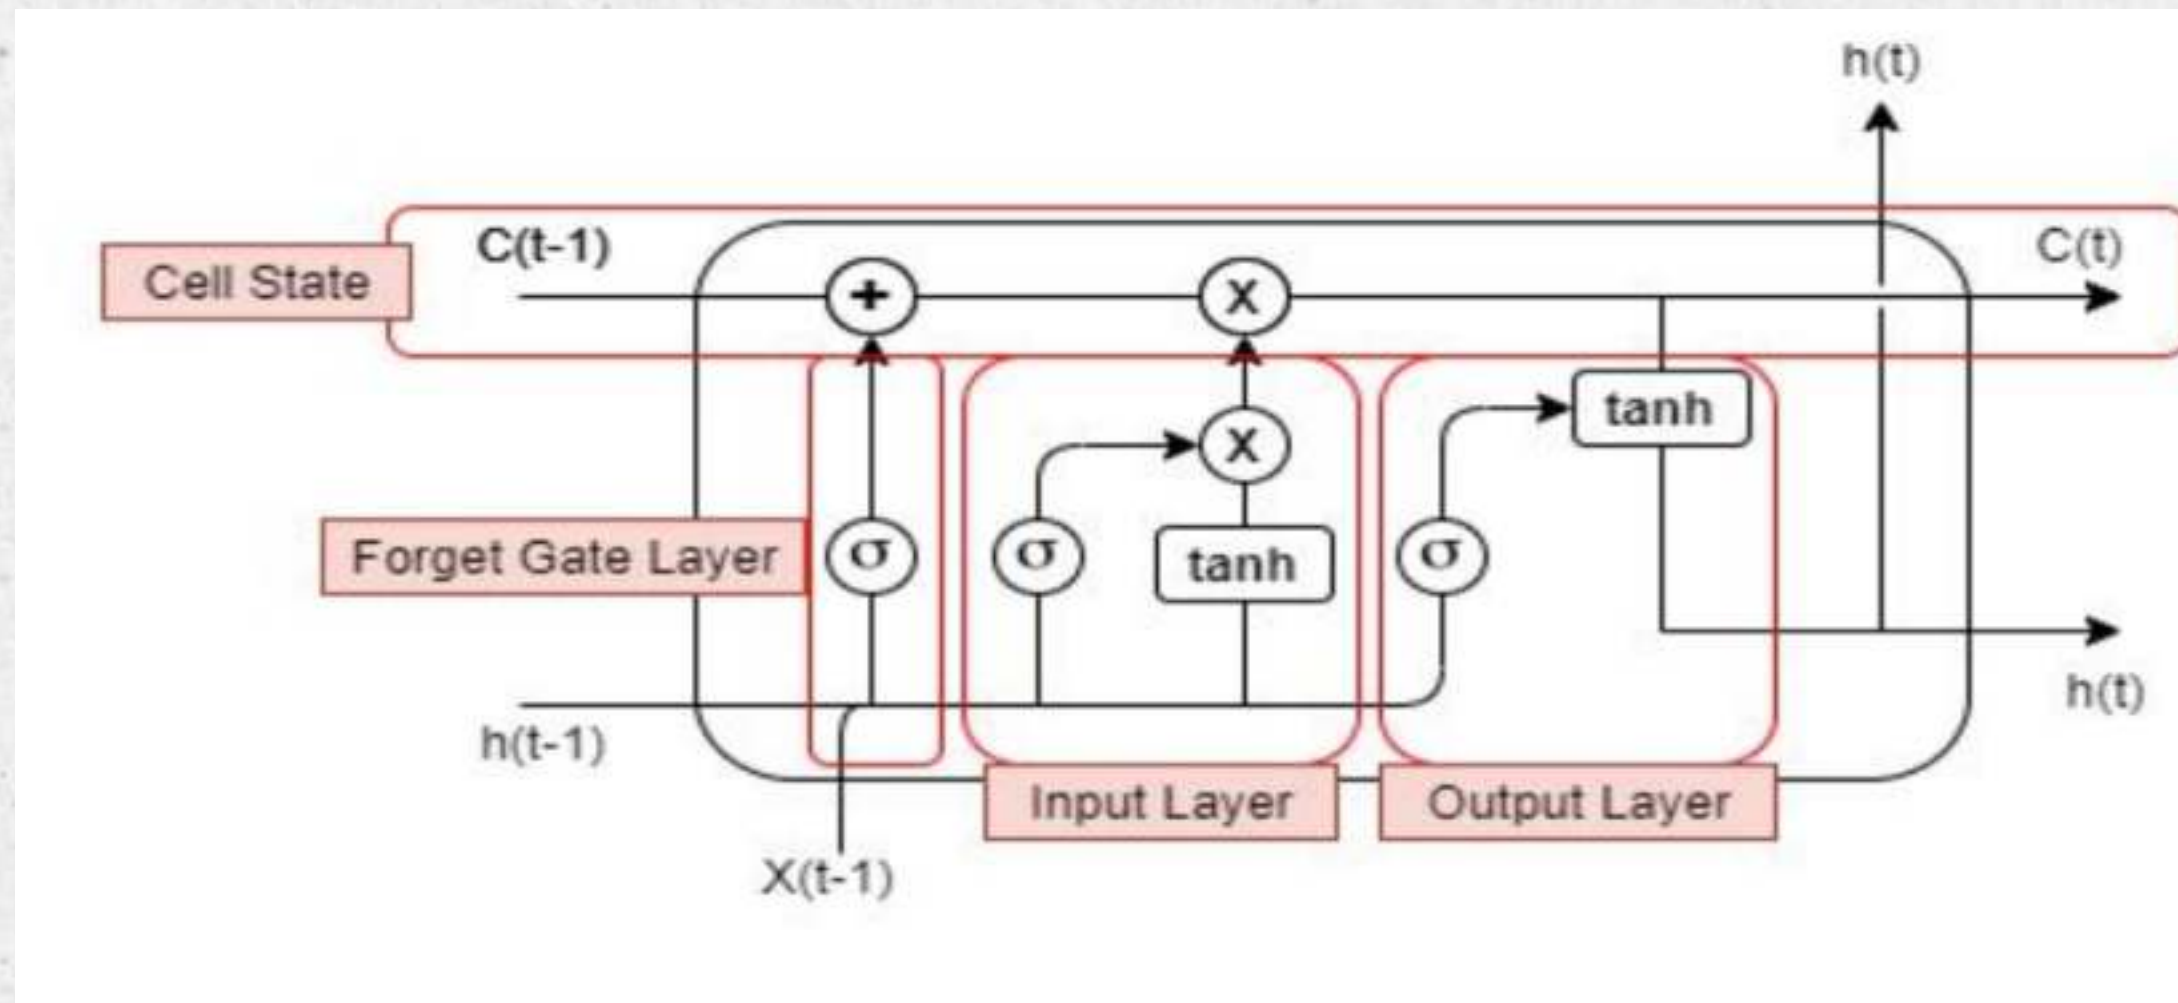 h(t)
Cell State
C(t-1)
C(t)
+
X
tanh
X
Forget Gate Layer
σ
σ
tanh
σ
h(t-1)
h(t)
Input Layer
Output Layer
X(t-1)